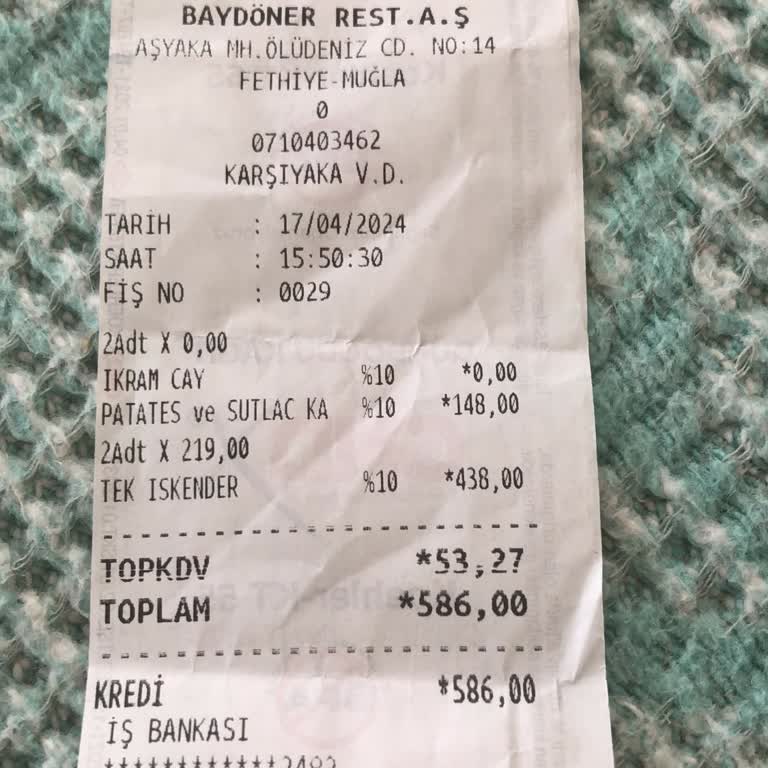 BAYDÖNER REST.A.Ş
AŞYAKA MH.ÖLÜDENİZ CD. NO:14
FETHİYE-MUĞLA
0
0710403462
KARŞIYAKA V.D.
TARİH : 17/04/2024
SAAT : 15:50:30
FİŞ NO : 0029
2Adt X 0,00
IKRAM CAY %10 *0,00
PATATES ve SUTLAC KA %10 *148,00
2Adt X 219,00
TEK ISKENDER %10 *438,00
TOPKDV *53,27
TOPLAM *586,00
KREDİ *586,00
İŞ BANKASI